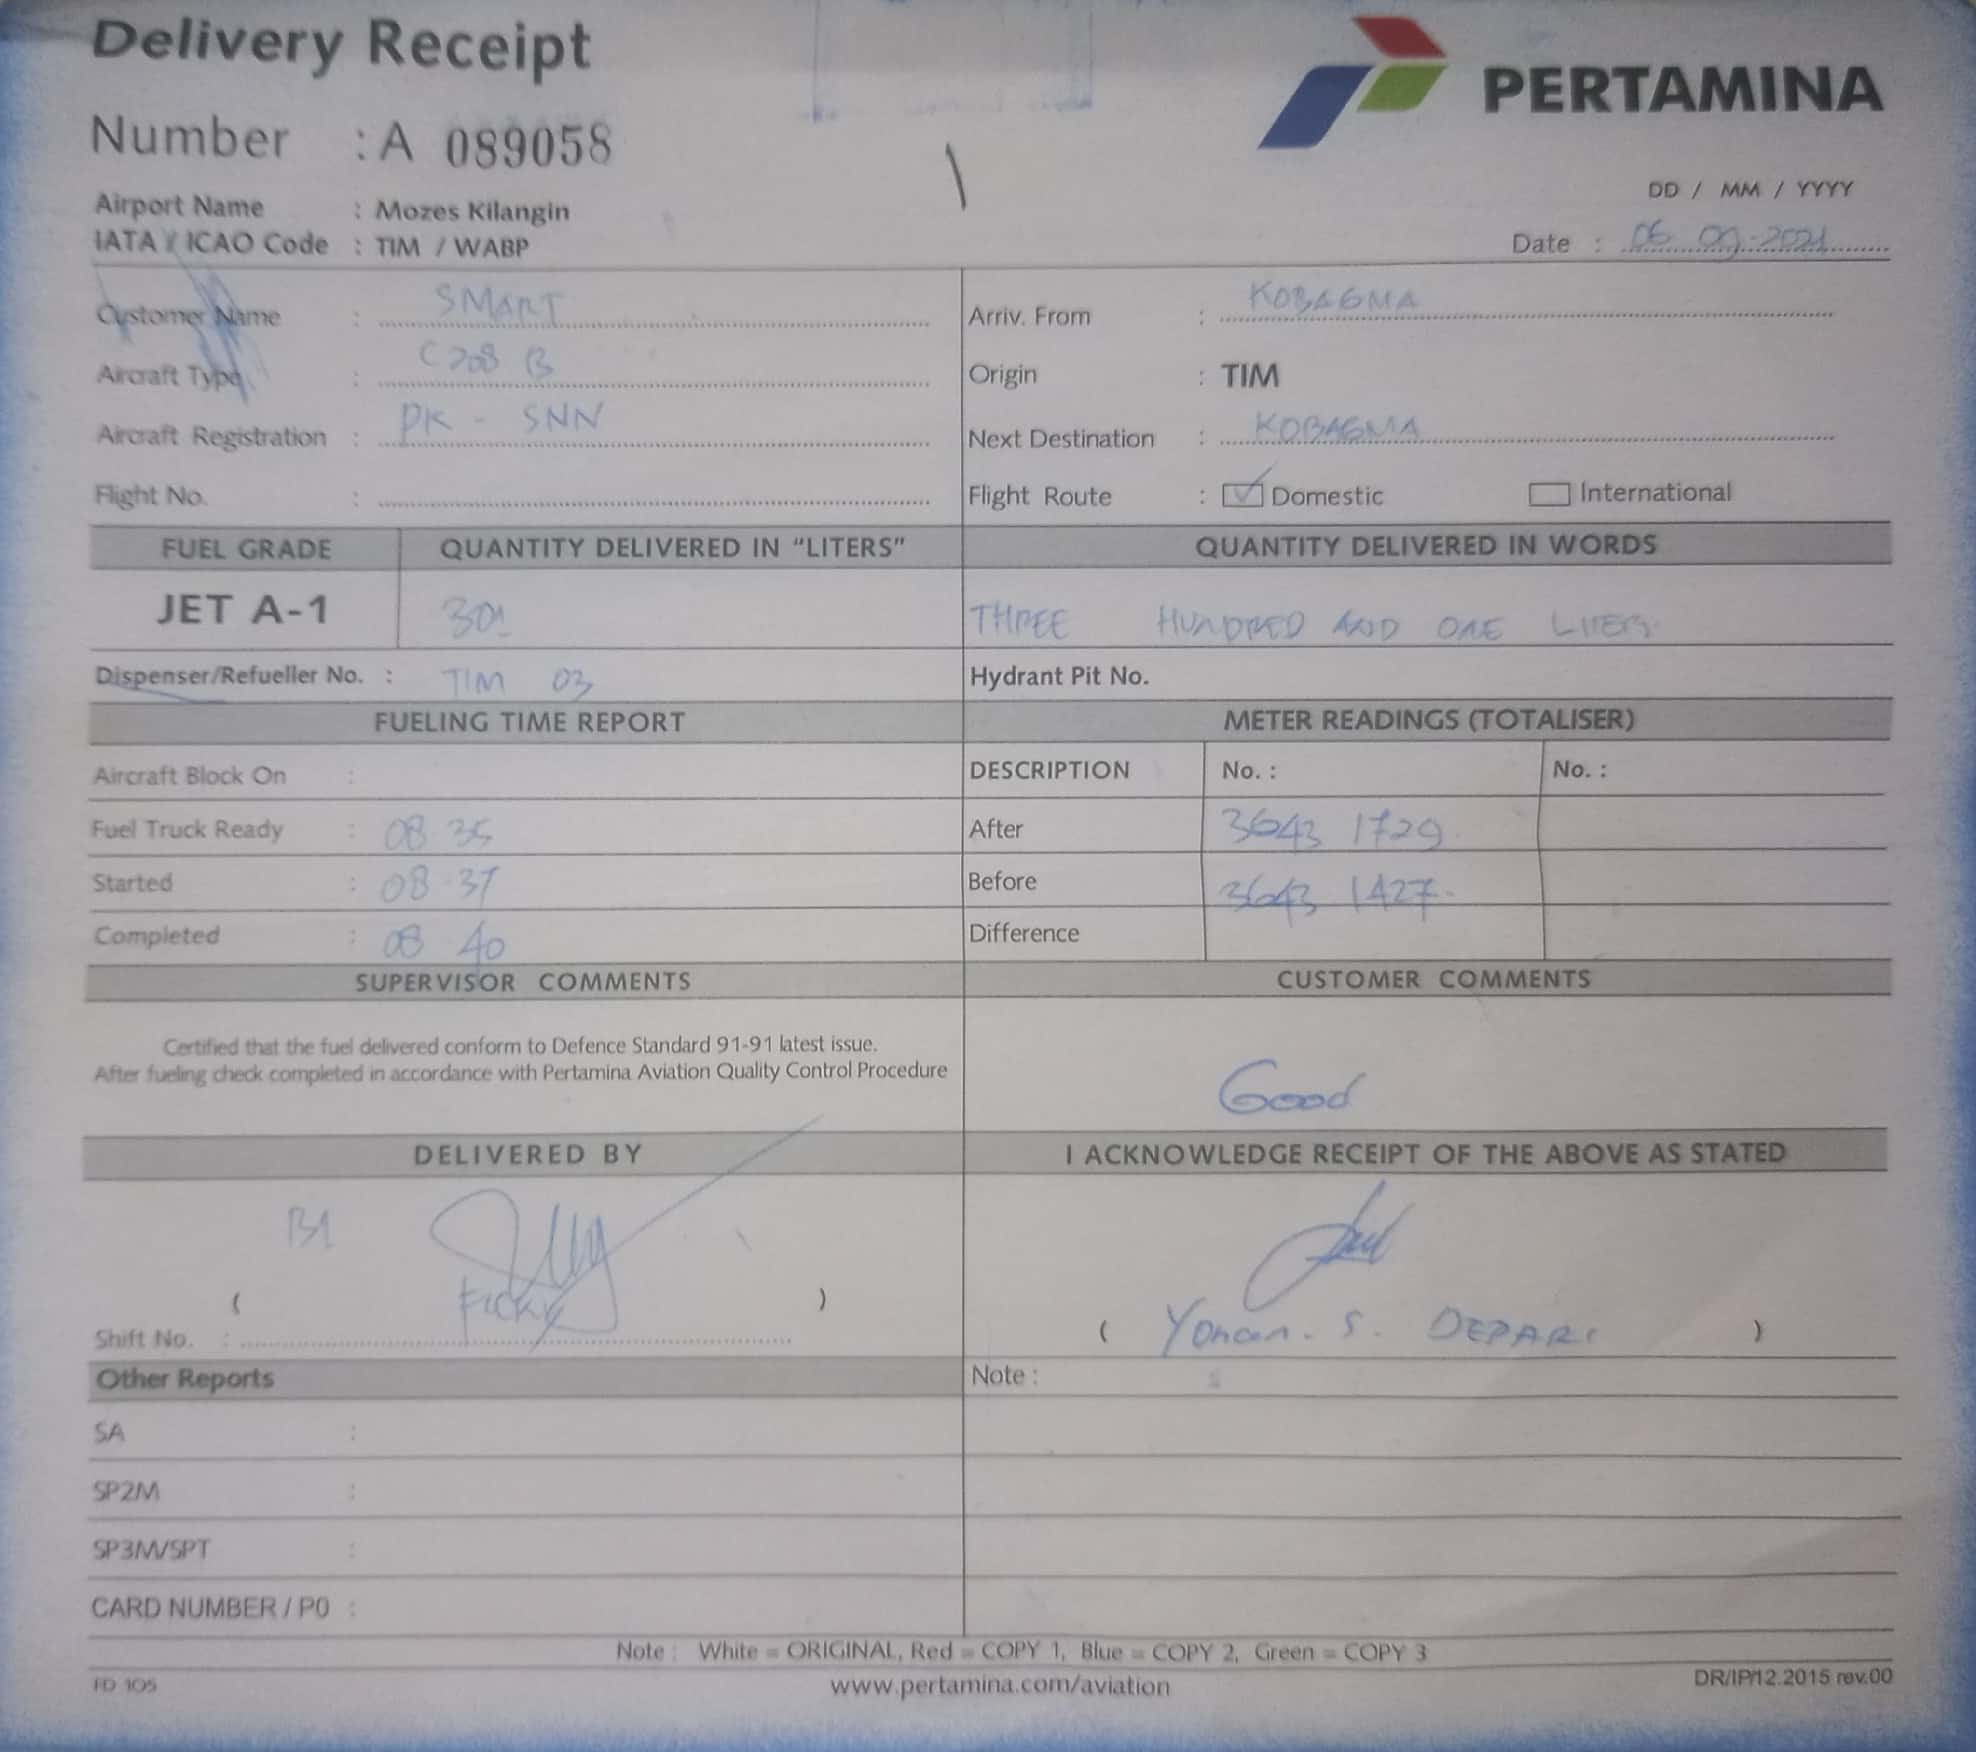 Delivery Receipt
PERTAMINA
Number : A 089058
Airport Name : Mozes Kilangin
IATA / ICAO Code : TIM / WABP
DD / MM / YYYY
Date : 06 09-2021
Customer Name : SMART
Arriv. From : KOBAGMA
Aircraft Type : C208 B
Origin : TIM
Aircraft Registration : PK - SNN
Next Destination : KOBAGMA
Flight No. :
Flight Route : Domestic International
FUEL GRADE QUANTITY DELIVERED IN "LITERS" QUANTITY DELIVERED IN WORDS
JET A-1 301 THREE HUNDRED AND ONE LITER
Dispenser/Refueller No. : TIM 03 Hydrant Pit No.
FUELING TIME REPORT METER READINGS (TOTALISER)
Aircraft Block On : DESCRIPTION No. : No. :
Fuel Truck Ready : 08 35 After 3643 1729
Started : 08 37 Before 3643 1427
Completed : 08 40 Difference
SUPERVISOR COMMENTS CUSTOMER COMMENTS
Certified that the fuel delivered conform to Defence Standard 91-91 latest issue.
After fueling check completed in accordance with Pertamina Aviation Quality Control Procedure
Good
DELIVERED BY I ACKNOWLEDGE RECEIPT OF THE ABOVE AS STATED
B1
( )
Shift No. :
( Yohan. S. DEPARI )
Other Reports Note :
SA :
SP2M :
SP3M/SPT :
CARD NUMBER / P0 :
Note : White = ORIGINAL, Red = COPY 1, Blue = COPY 2, Green = COPY 3
FD 105 www.pertamina.com/aviation DR/IP/12.2015 rev.00